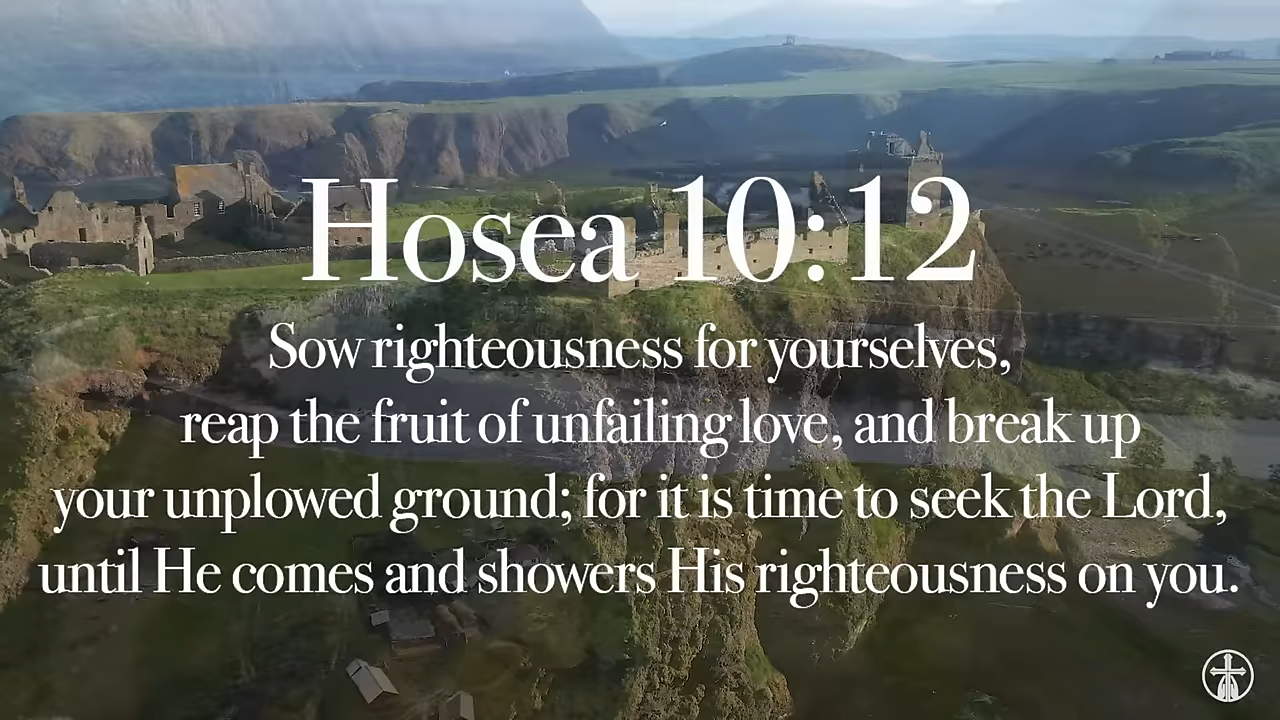 Hosea 10:12
Sow righteousness for yourselves,
reap the fruit of unfailing love, and break up
your unplowed ground; for it is time to seek the Lord,
until He comes and showers His righteousness on you.